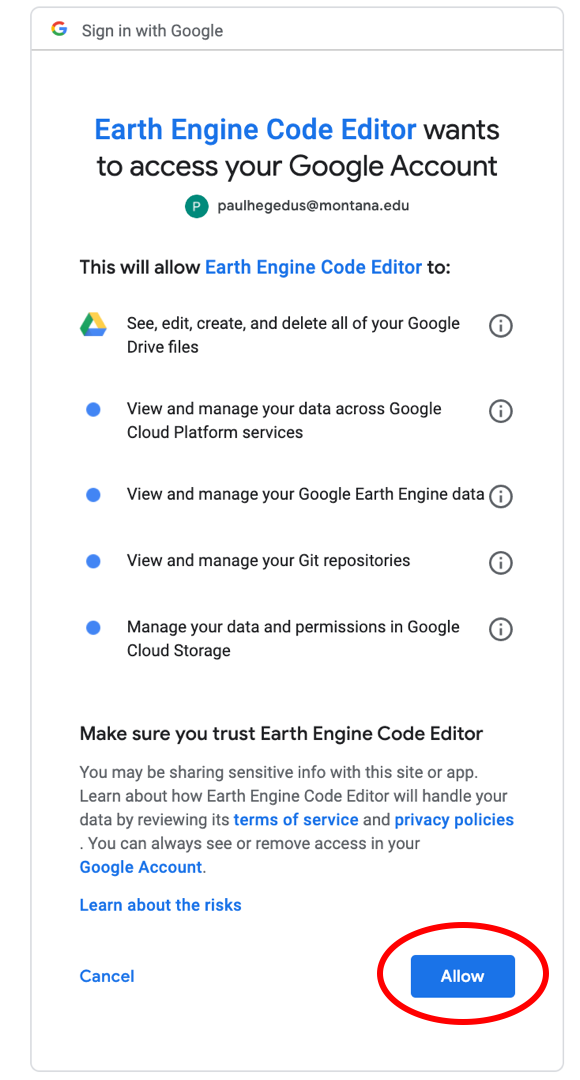 Sign in with Google
Earth Engine Code Editor wants
to access your Google Account
P paulhegedus@montana.edu
This will allow Earth Engine Code Editor to:
See, edit, create, and delete all of your Google
Drive files
View and manage your data across Google
Cloud Platform services
View and manage your Google Earth Engine data
View and manage your Git repositories
Manage your data and permissions in Google
Cloud Storage
Make sure you trust Earth Engine Code Editor
You may be sharing sensitive info with this site or app.
Learn about how Earth Engine Code Editor will handle your
data by reviewing its terms of service and privacy policies
. You can always see or remove access in your
Google Account.
Learn about the risks
Cancel
Allow